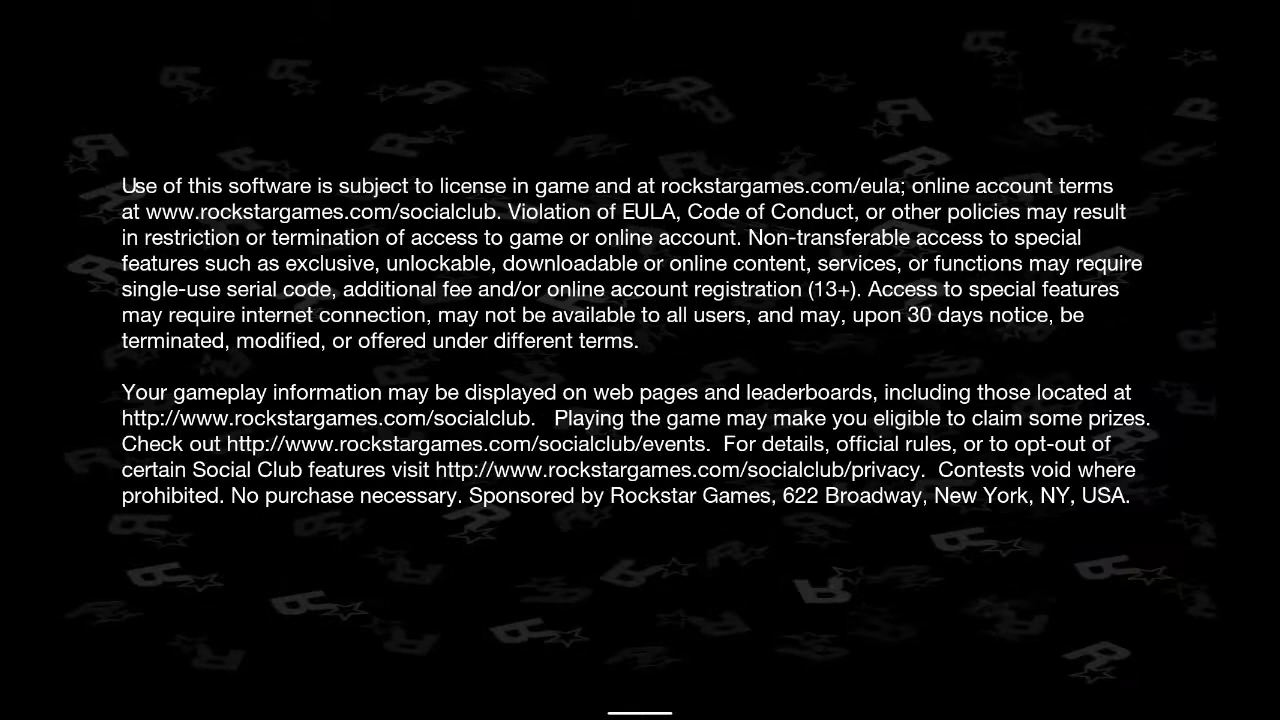 Use of this software is subject to license in game and at rockstargames.com/eula; online account terms
at www.rockstargames.com/socialclub. Violation of EULA, Code of Conduct, or other policies may result
in restriction or termination of access to game or online account. Non-transferable access to special
features such as exclusive, unlockable, downloadable or online content, services, or functions may require
single-use serial code, additional fee and/or online account registration (13+). Access to special features
may require internet connection, may not be available to all users, and may, upon 30 days notice, be
terminated, modified, or offered under different terms.
Your gameplay information may be displayed on web pages and leaderboards, including those located at
http://www.rockstargames.com/socialclub.   Playing the game may make you eligible to claim some prizes.
Check out http://www.rockstargames.com/socialclub/events.  For details, official rules, or to opt-out of
certain Social Club features visit http://www.rockstargames.com/socialclub/privacy.  Contests void where
prohibited. No purchase necessary. Sponsored by Rockstar Games, 622 Broadway, New York, NY, USA.